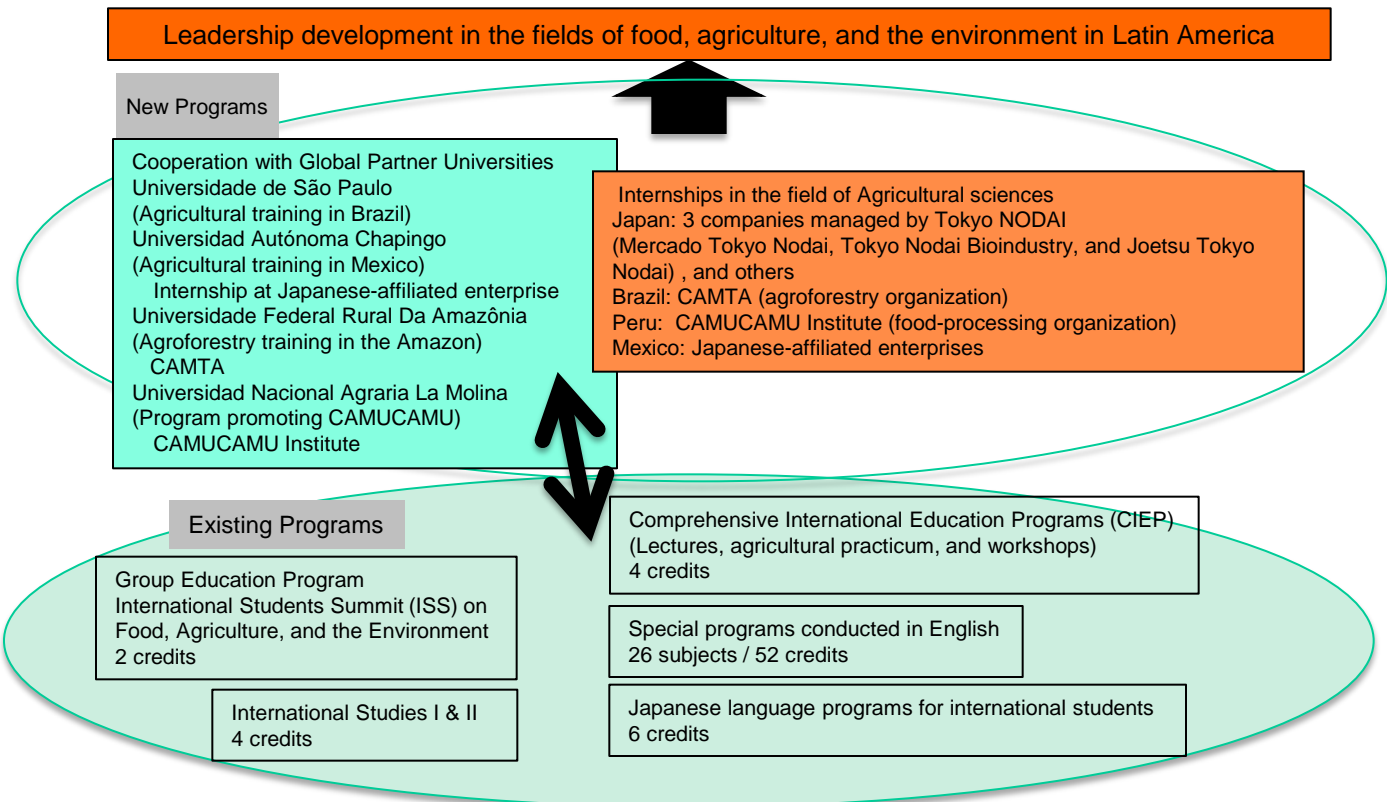 Leadership development in the fields of food, agriculture, and the environment in Latin America
New Programs
Cooperation with Global Partner Universities
Universidade de São Paulo
(Agricultural training in Brazil)
Universidad Autónoma Chapingo
(Agricultural training in Mexico)
Internship at Japanese-affiliated enterprise
Universidade Federal Rural Da Amazônia
(Agroforestry training in the Amazon)
CAMTA
Universidad Nacional Agraria La Molina
(Program promoting CAMUCAMU)
CAMUCAMU Institute
Internships in the field of Agricultural sciences
Japan: 3 companies managed by Tokyo NODAI
(Mercado Tokyo Nodai, Tokyo Nodai Bioindustry, and Joetsu Tokyo
Nodai) , and others
Brazil: CAMTA (agroforestry organization)
Peru: CAMUCAMU Institute (food-processing organization)
Mexico: Japanese-affiliated enterprises
Existing Programs
Group Education Program
International Students Summit (ISS) on
Food, Agriculture, and the Environment
2 credits
International Studies I & II
4 credits
Comprehensive International Education Programs (CIEP)
(Lectures, agricultural practicum, and workshops)
4 credits
Special programs conducted in English
26 subjects / 52 credits
Japanese language programs for international students
6 credits